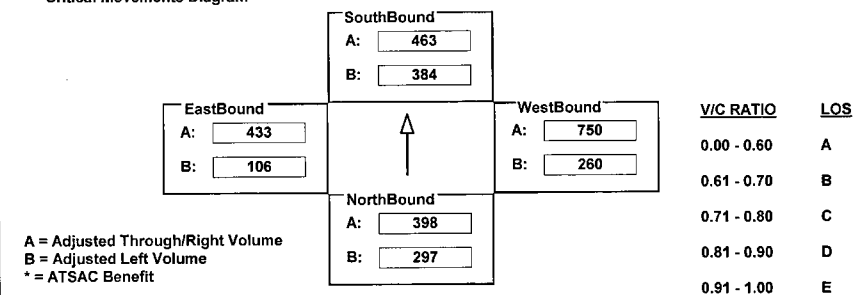 Critical Movements Diagram
SouthBound
A: 463
B: 384
EastBound
A: 433
B: 106
WestBound
A: 750
B: 260
NorthBound
A: 398
B: 297
A = Adjusted Through/Right Volume
B = Adjusted Left Volume
* = ATSAC Benefit
V/C RATIO LOS
0.00 - 0.60 A
0.61 - 0.70 B
0.71 - 0.80 C
0.81 - 0.90 D
0.91 - 1.00 E